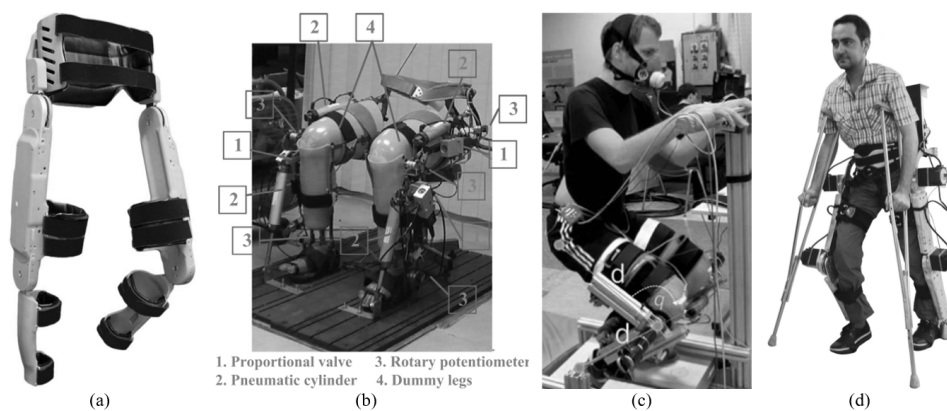 2 4
2
3
3
1
1
3
2
3
2
3
d
q
d
1. Proportional valve 3. Rotary potentiometer
2. Pneumatic cylinder 4. Dummy legs
(a) (b) (c) (d)